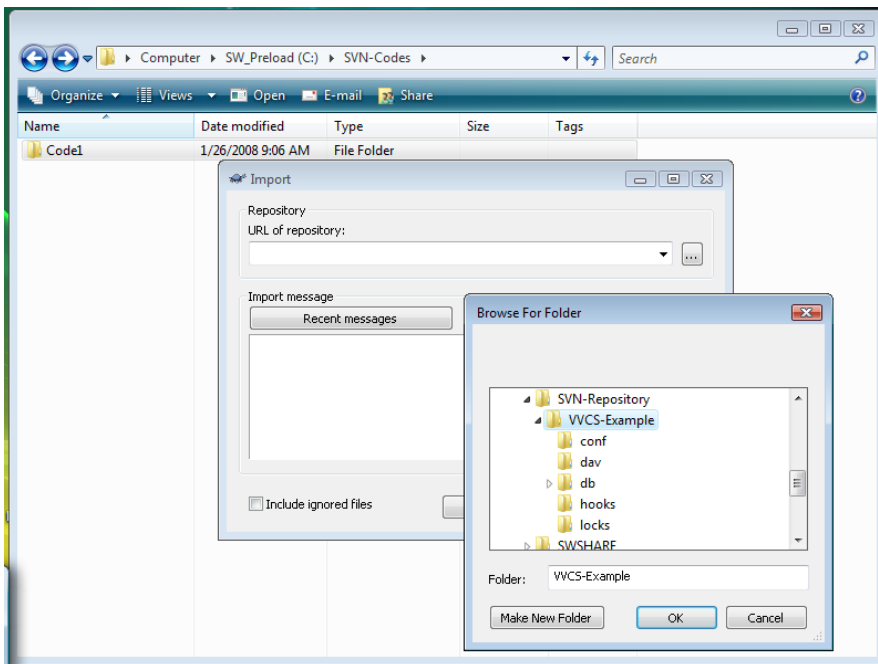 Computer SW_Preload (C:) SVN-Codes Search
Organize Views Open E-mail Share
Name Date modified Type Size Tags
Code1 1/26/2008 9:06 AM File Folder
Import
Repository
URL of repository:
...
Import message
Recent messages
Include ignored files
Browse For Folder
SVN-Repository
VVCS-Example
conf
dav
db
hooks
locks
SWSHARE
Folder: VVCS-Example
Make New Folder OK Cancel